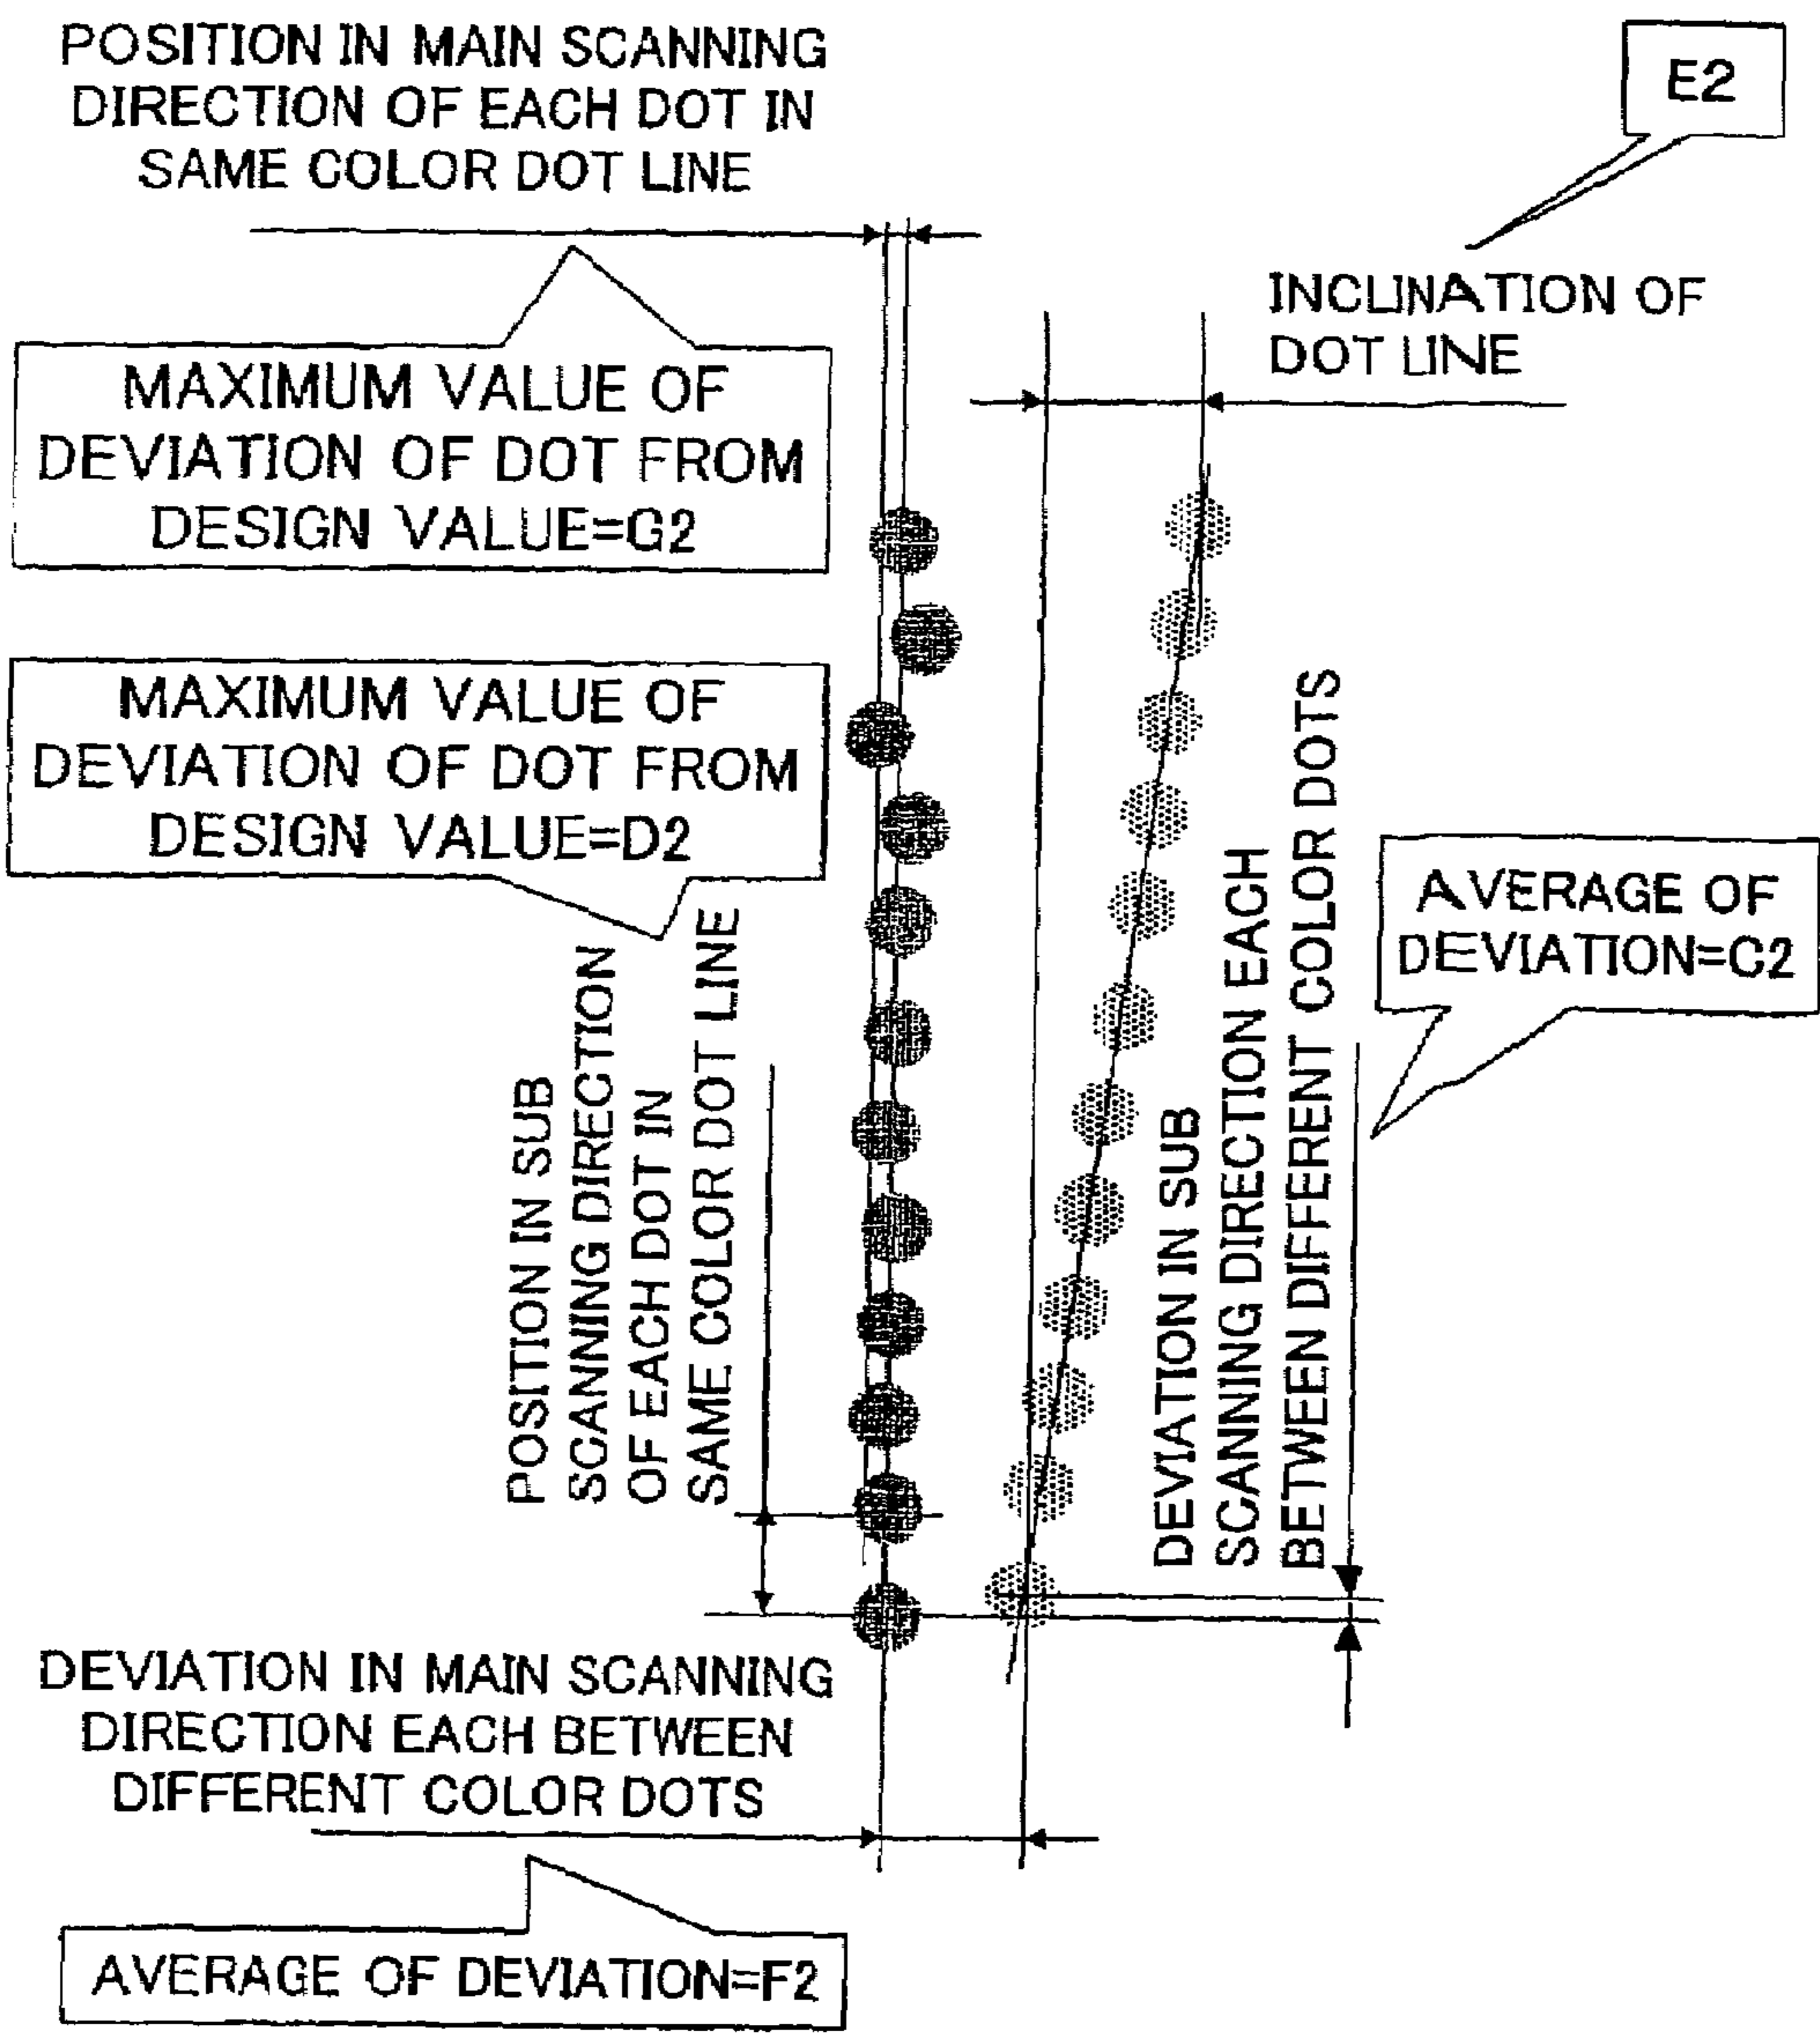 POSITION IN MAIN SCANNING
DIRECTION OF EACH DOT IN
SAME COLOR DOT LINE
E2
INCLINATION OF
DOT LINE
MAXIMUM VALUE OF
DEVIATION OF DOT FROM
DESIGN VALUE=G2
MAXIMUM VALUE OF
DEVIATION OF DOT FROM
DESIGN VALUE=D2
POSITION IN SUB
SCANNING DIRECTION
OF EACH DOT IN
SAME COLOR DOT LINE
DEVIATION IN SUB
SCANNING DIRECTION EACH
BETWEEN DIFFERENT COLOR DOTS
AVERAGE OF
DEVIATION=C2
DEVIATION IN MAIN SCANNING
DIRECTION EACH BETWEEN
DIFFERENT COLOR DOTS
AVERAGE OF DEVIATION=F2